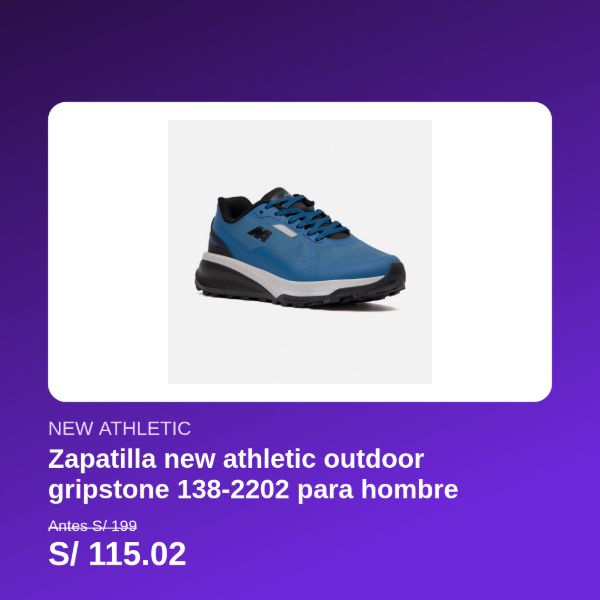 NEW ATHLETIC
Zapatilla new athletic outdoor
gripstone 138-2202 para hombre
Antes S/ 199
S/ 115.02